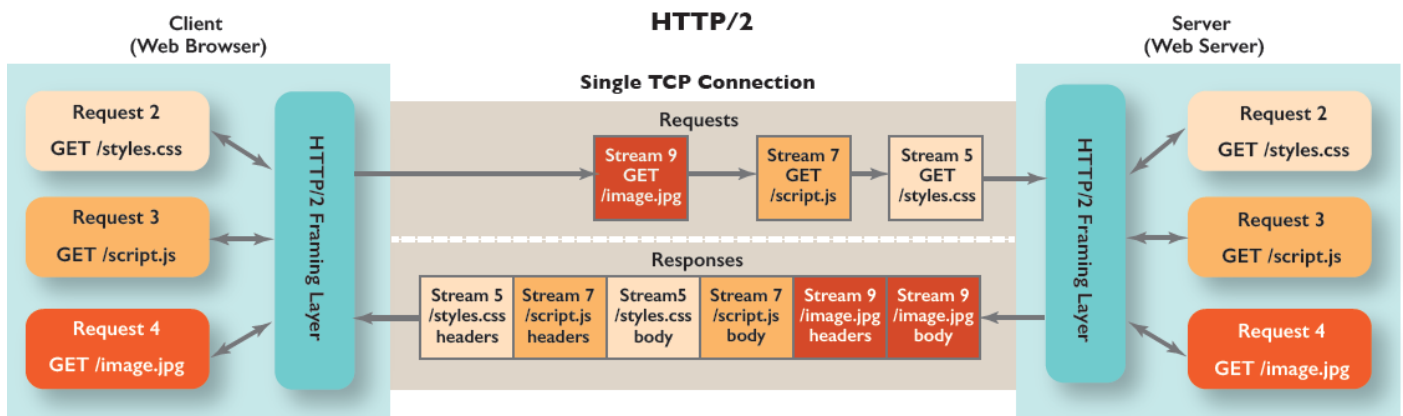 HTTP/2
Client
(Web Browser)
Server
(Web Server)
Single TCP Connection
Request 2
GET /styles.css
Request 3
GET /script.js
Request 4
GET /image.jpg
HTTP/2 Framing Layer
Requests
Stream 9
GET
/image.jpg
Stream 7
GET
/script.js
Stream 5
GET
/styles.css
Responses
Stream 5
/styles.css
headers
Stream 7
/script.js
headers
Stream5
/styles.css
body
Stream 7
/script.js
body
Stream 9
/image.jpg
headers
Stream 9
/image.jpg
body
HTTP/2 Framing Layer
Request 2
GET /styles.css
Request 3
GET /script.js
Request 4
GET /image.jpg